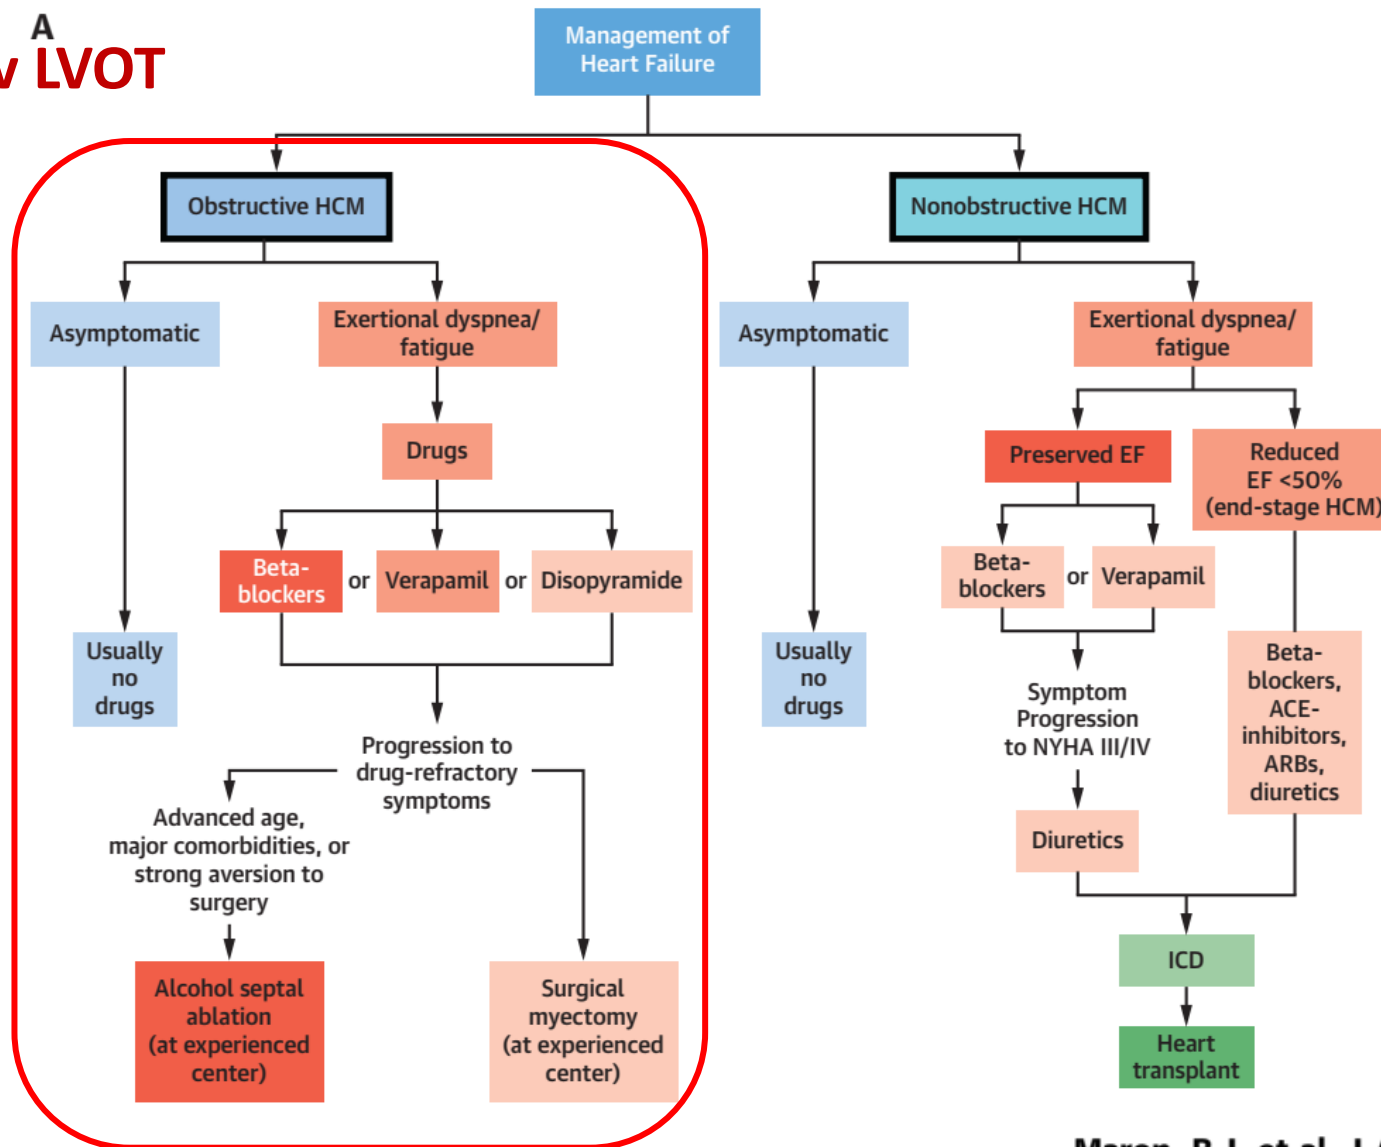 A
v LVOT
Management of
Heart Failure
Obstructive HCM
Nonobstructive HCM
Asymptomatic
Exertional dyspnea/
fatigue
Asymptomatic
Exertional dyspnea/
fatigue
Drugs
Preserved EF
Reduced
EF <50%
(end-stage HCM)
Beta-
blockers
or
Verapamil
or
Disopyramide
Beta-
blockers
or
Verapamil
Usually
no
drugs
Usually
no
drugs
Beta-
blockers,
ACE-
inhibitors,
ARBs,
diuretics
Symptom
Progression
to NYHA III/IV
Progression to
drug-refractory
symptoms
Advanced age,
major comorbidities, or
strong aversion to
surgery
Diuretics
Alcohol septal
ablation
(at experienced
center)
Surgical
myectomy
(at experienced
center)
ICD
Heart
transplant